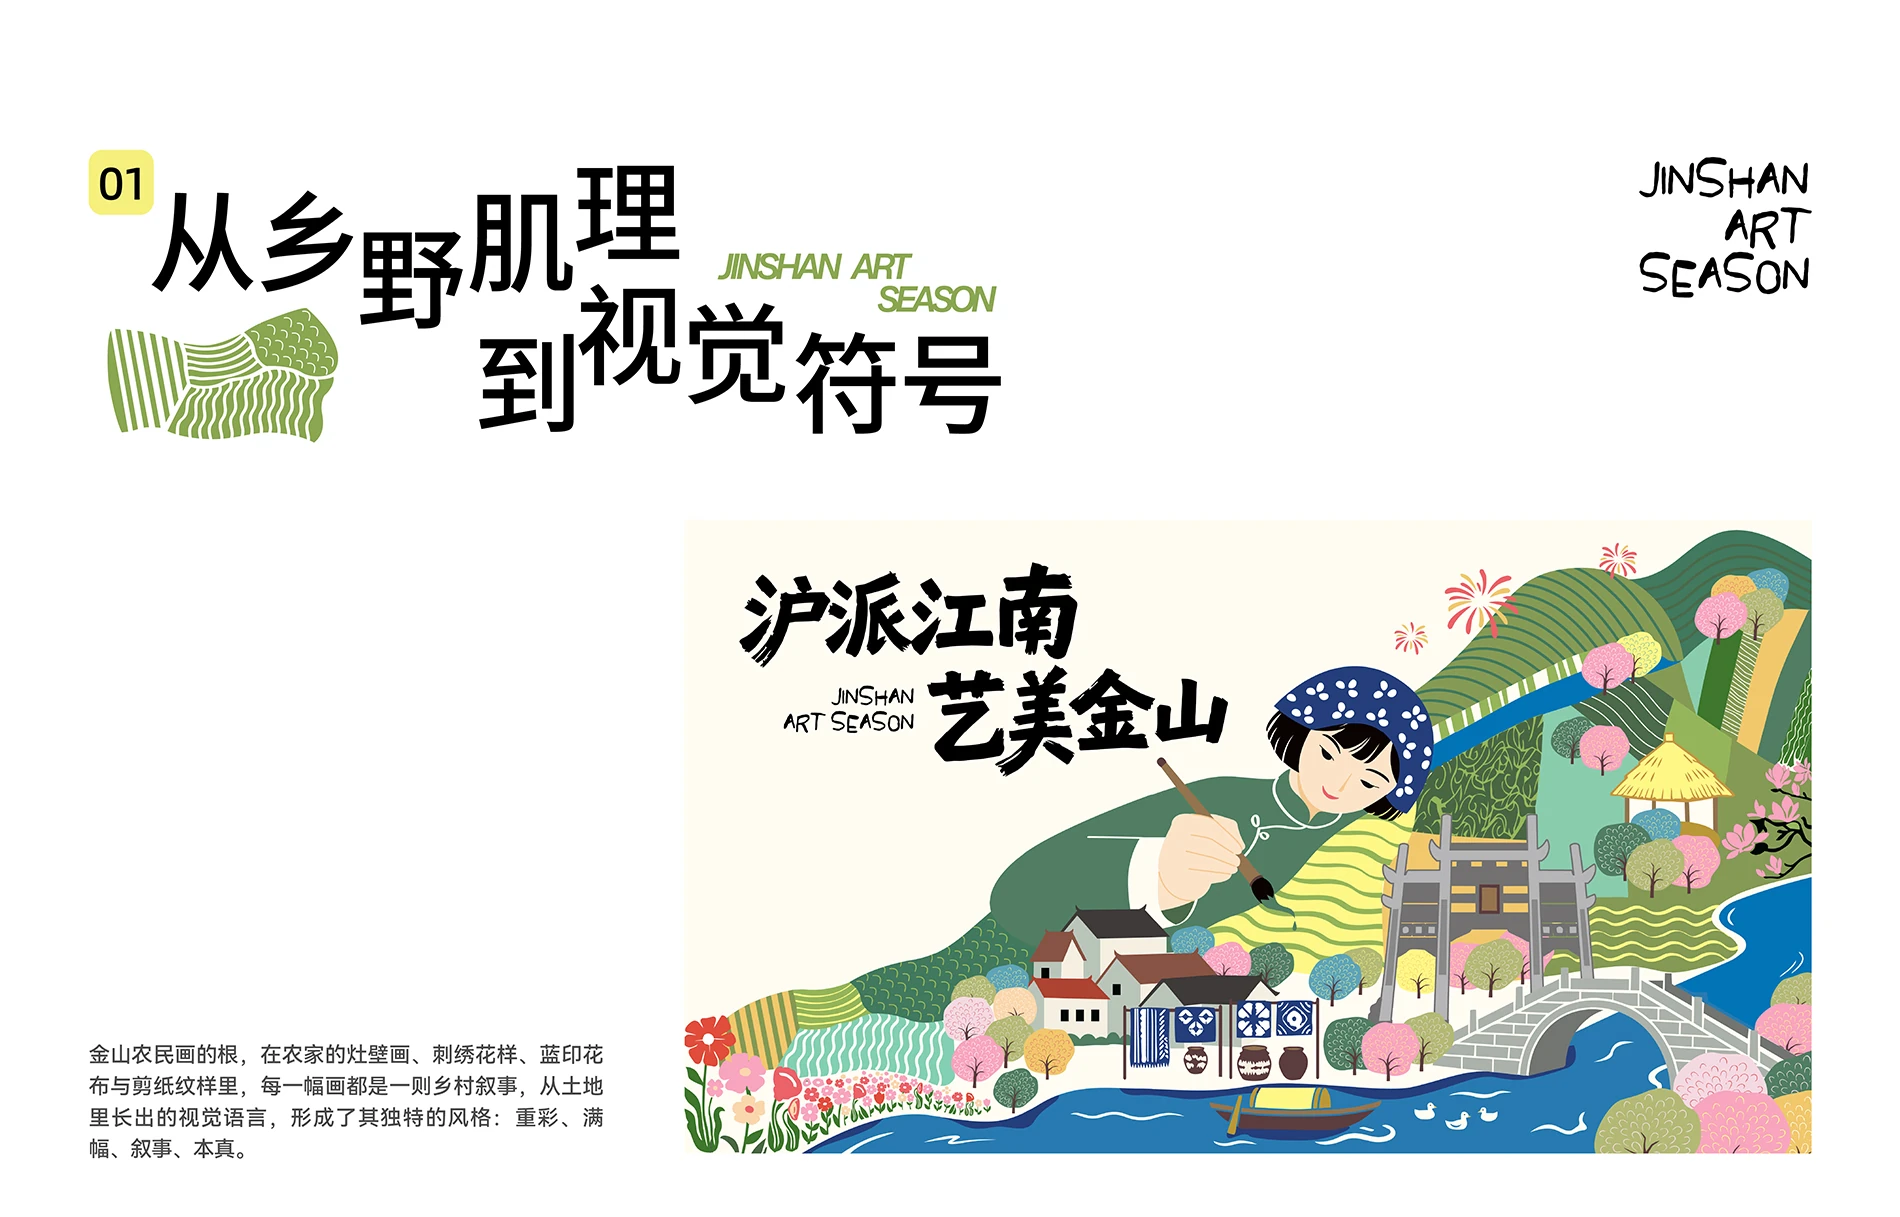 01
从乡野肌理
JINSHAN ART
SEASON
到视觉符号
JINSHAN
ART
SEASON
沪派江南
JINSHAN
ART SEASON
艺美金山
金山农民画的根，在农家的灶壁画、刺绣花样、蓝印花
布与剪纸纹样里，每一幅画都是一则乡村叙事，从土地
里长出的视觉语言，形成了其独特的风格：重彩、满
幅、叙事、本真。